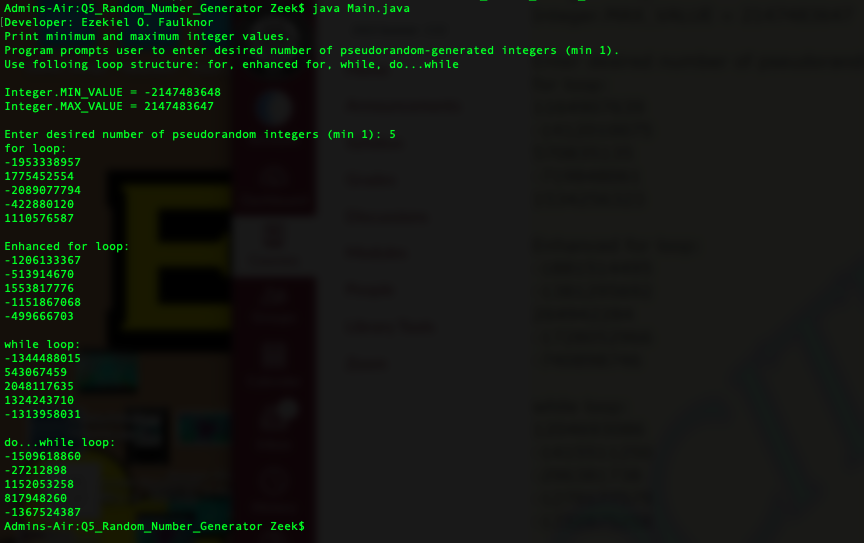 Admins-Air:Q5_Random_Number_Generator Zeek$ java Main.java
Developer: Ezekiel O. Faulknor
Print minimum and maximum integer values.
Program prompts user to enter desired number of pseudorandom-generated integers (min 1).
Use folloing loop structure: for, enhanced for, while, do...while
Integer.MIN_VALUE = -2147483648
Integer.MAX_VALUE = 2147483647
Enter desired number of pseudorandom integers (min 1): 5
for loop:
-1953338957
1775452554
-2089077794
-422880120
1110576587
Enhanced for loop:
-1206133367
-513914670
1553817776
-1151867068
-499666703
while loop:
-1344488015
543067459
2048117635
1324243710
-1313958031
do...while loop:
-1509618860
-27212898
1152053258
817948260
-1367524387
Admins-Air:Q5_Random_Number_Generator Zeek$